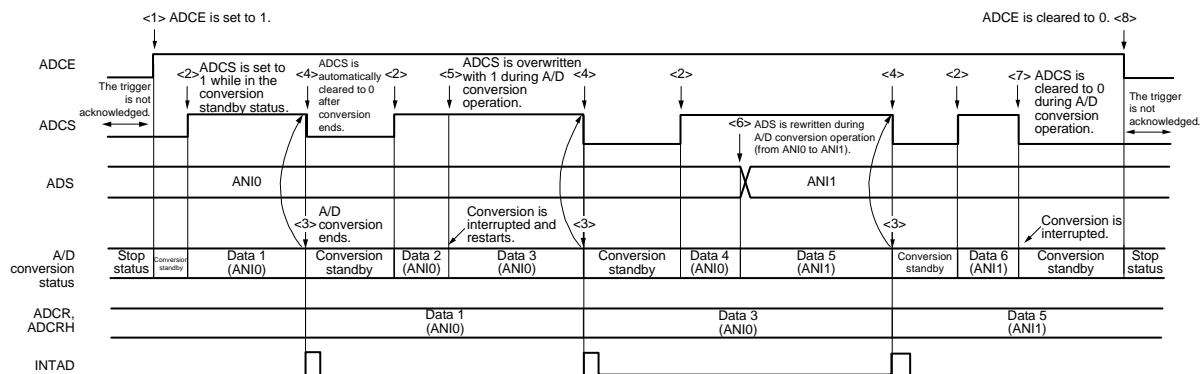 <1> ADCE is set to 1.
ADCE is cleared to 0. <8>
ADCE
The trigger
is not
acknowledged.
<2>
ADCS is set to
1 while in the
conversion
standby status.
<4>
ADCS is
automatically
cleared to 0
after
conversion
ends.
<2>
<5>
ADCS is overwritten
with 1 during A/D
conversion
operation.
<4>
<2>
<4>
<2>
<7>
ADCS is
cleared to 0
during A/D
conversion
operation.
The trigger
is not
acknowledged.
ADCS
<6>
ADS is rewritten during
A/D conversion operation
(from ANI0 to ANI1).
ADS
ANI0
ANI1
<3>
A/D
conversion
ends.
Conversion is
interrupted and
restarts.
<3>
<3>
Conversion is
interrupted.
A/D
conversion
status
Stop
status
Conversion
standby
Data 1
(ANI0)
Conversion
standby
Data 2
(ANI0)
Data 3
(ANI0)
Conversion
standby
Data 4
(ANI0)
Data 5
(ANI1)
Conversion
standby
Data 6
(ANI1)
Conversion
standby
Stop
status
ADCR,
ADCRH
Data 1
(ANI0)
Data 3
(ANI0)
Data 5
(ANI1)
INTAD